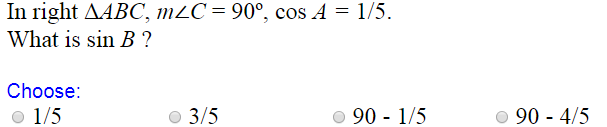 In right ΔABC, m∠C = 90º, cos A = 1/5.
What is sin B ?
Choose:
1/5 3/5 90 - 1/5 90 - 4/5